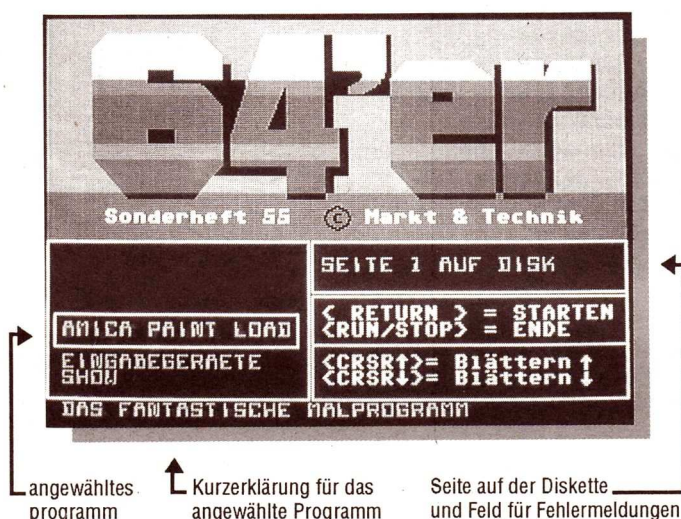 64'er
Sonderheft 55 © Markt & Technik
SEITE 1 AUF DISK
AMICA PAINT LOAD
EINGABEGERAETE
SHOW
< RETURN > = STARTEN
<RUN/STOP> = ENDE
<CRSR↑>= Blättern ↑
<CRSR↓>= Blättern ↓
DAS FANTASTISCHE MALPROGRAMM
angewähltes
programm
Kurzerklärung für das
angewählte Programm
Seite auf der Diskette
und Feld für Fehlermeldungen